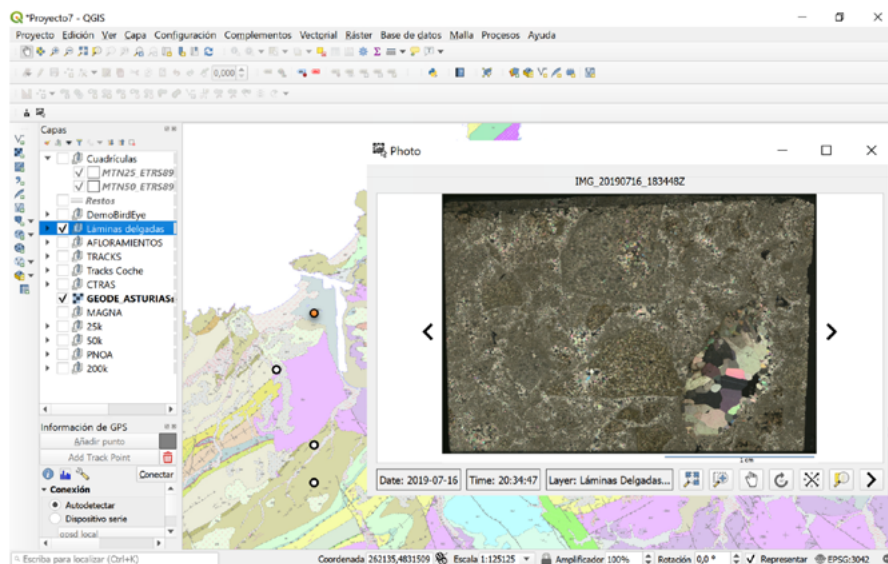 *Proyecto7 - QGIS
Proyecto Edición Ver Capa Configuración Complementos Vectorial Ráster Base de datos Malla Procesos Ayuda
0,000
Capas
Cuadrículas
MTN25_ETRS89
MTN50_ETRS89
Restos
DemoBirdEye
Láminas delgadas
AFLORAMIENTOS
TRACKS
Tracks Coche
CTRAS
GEODE_ASTURIAS
MAGNA
25k
50k
PNOA
200k
Información de GPS
Añadir punto
Add Track Point
Conectar
Conexión
Autodetectar
Dispositivo serie
Photo
IMG_20190716_183448Z
1 cm
Date: 2019-07-16 Time: 20:34:47 Layer: Láminas Delgadas...
Escriba para localizar (Ctrl+K) Coordenada 262135,4831509 Escala 1:125125 Amplificador 100% Rotación 0,0 ° Representar EPSG:3042